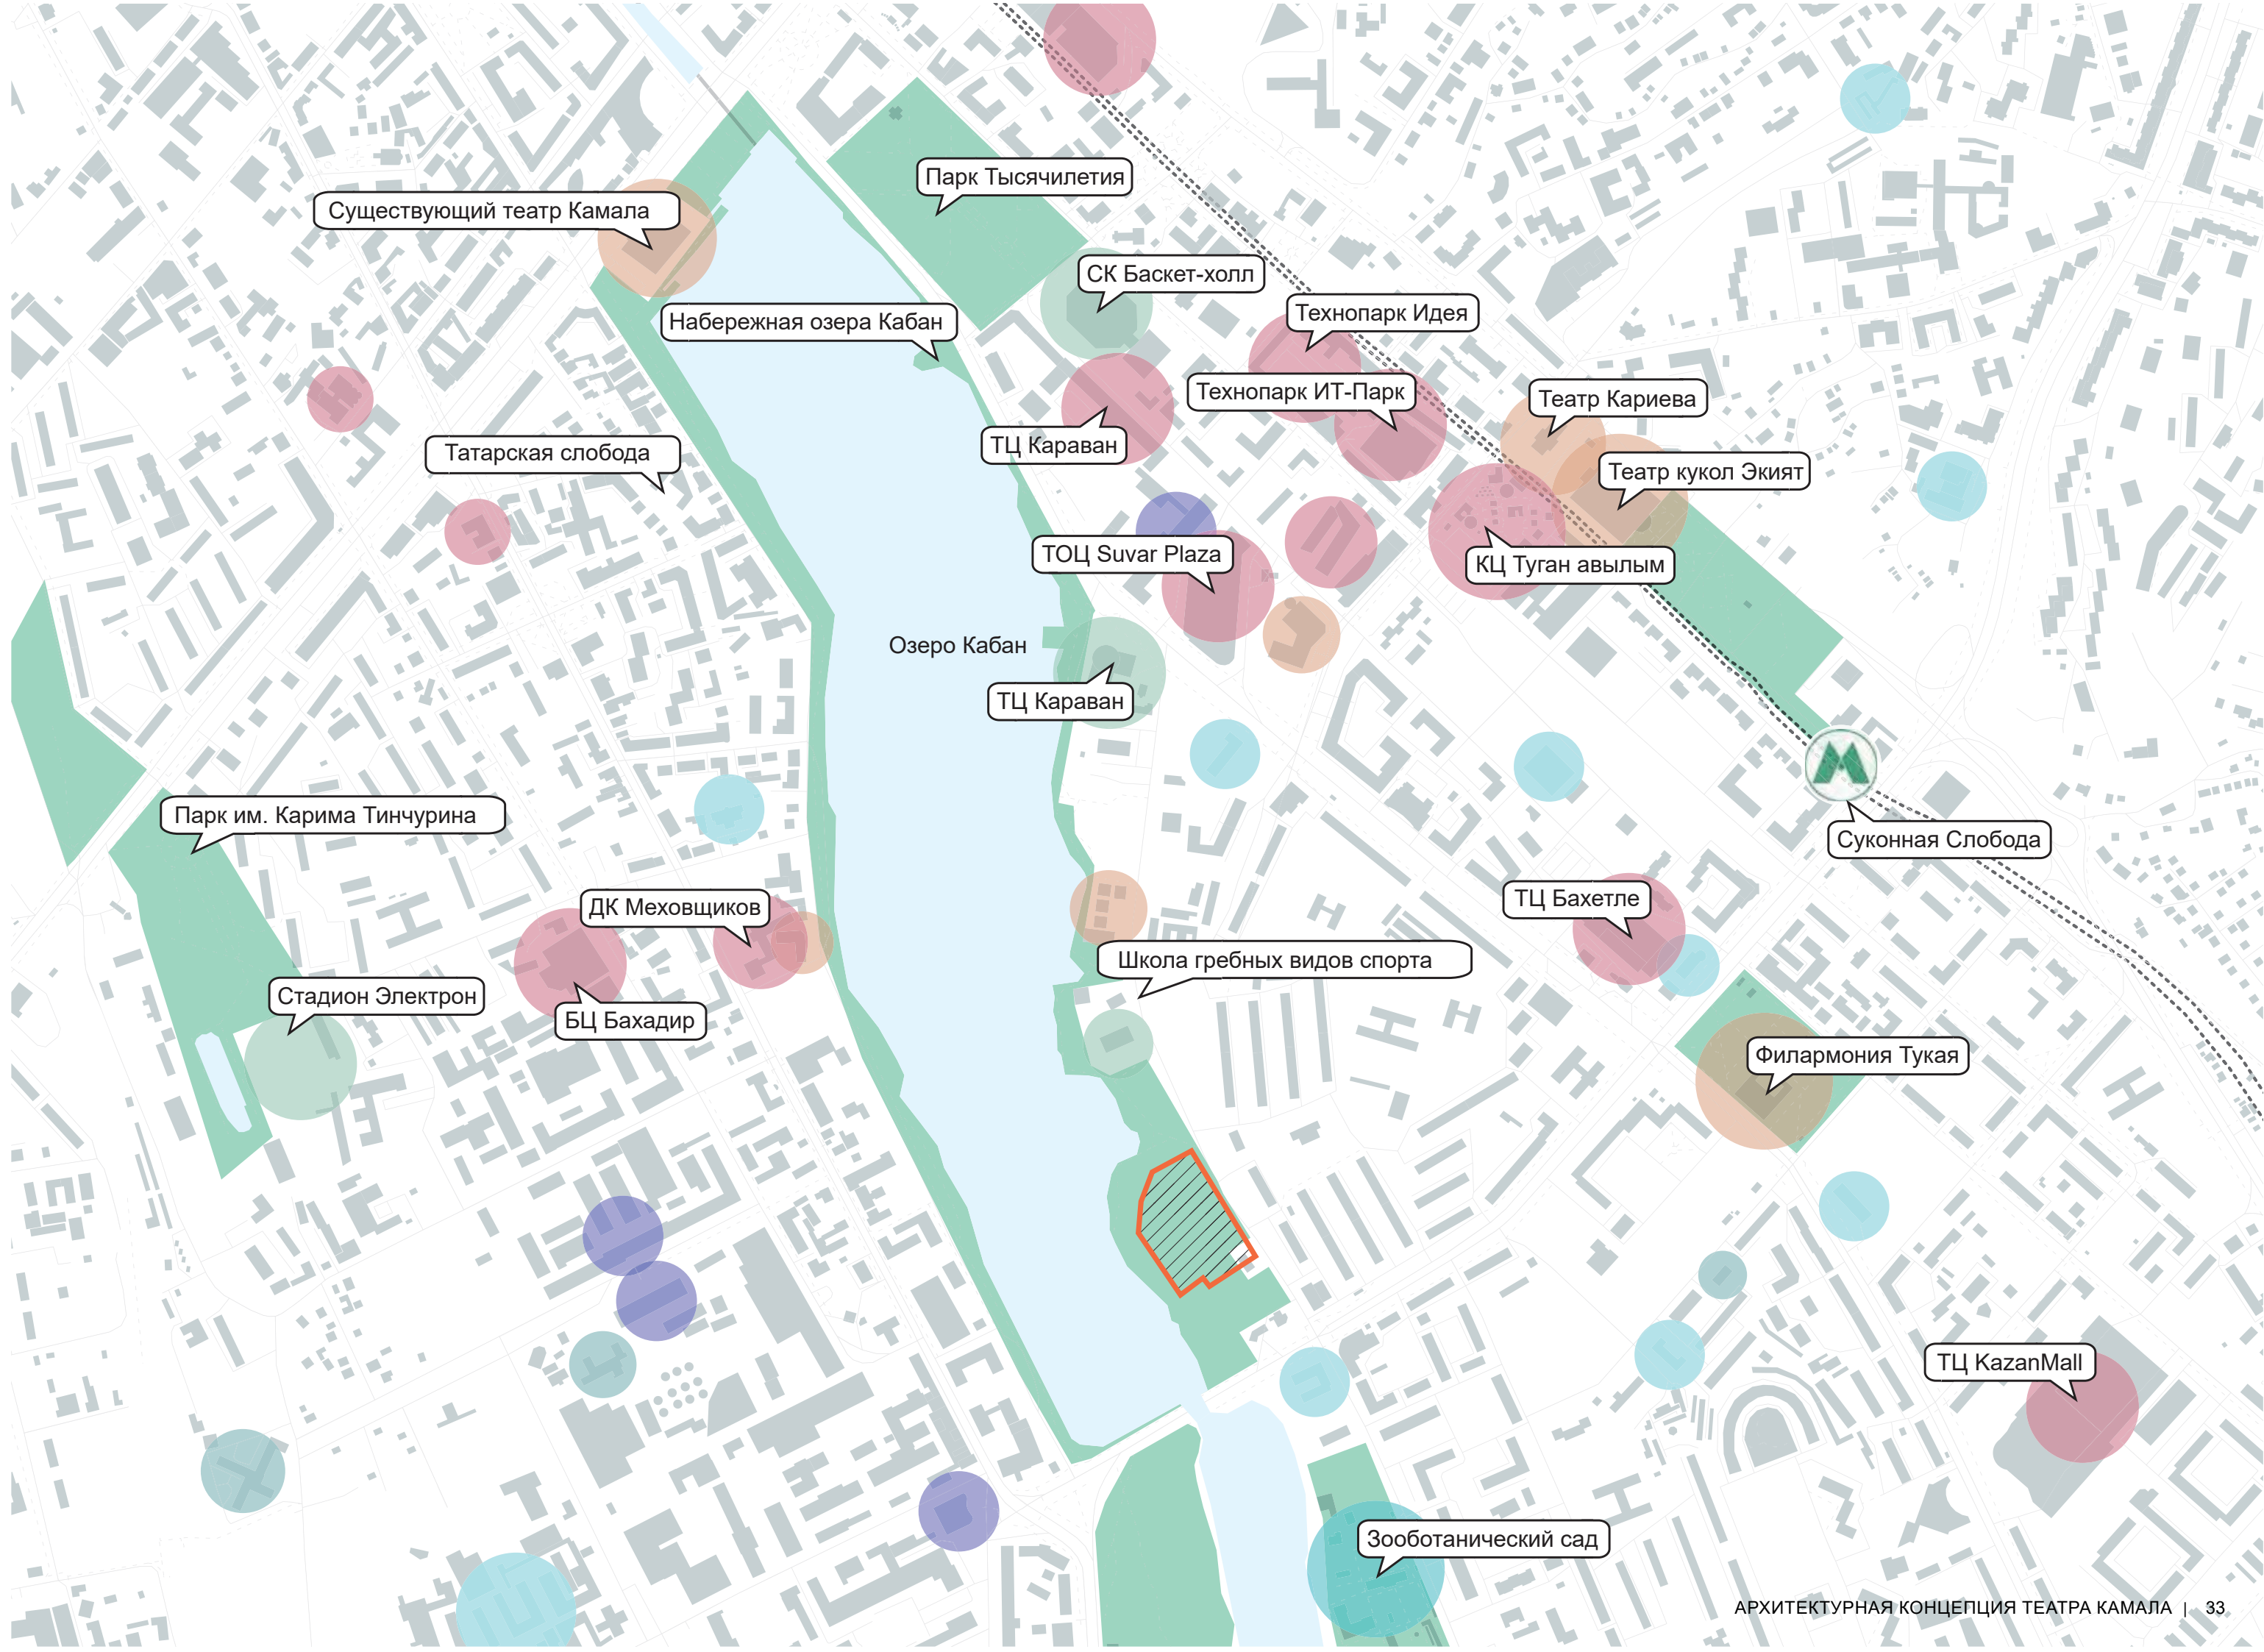 Парк Тысячилетия
Существующий театр Камала
СК Баскет-холл
Набережная озера Кабан
Технопарк Идея
Технопарк ИТ-Парк
Театр Кариева
ТЦ Караван
Татарская слобода
Театр кукол Экият
ТОЦ Suvar Plaza
КЦ Туган авылым
Озеро Кабан
ТЦ Караван
Парк им. Карима Тинчурина
Суконная Слобода
ДК Меховщиков
ТЦ Бахетле
Школа гребных видов спорта
Стадион Электрон
БЦ Бахадир
Филармония Тукая
ТЦ KazanMall
Зооботанический сад
АРХИТЕКТУРНАЯ КОНЦЕПЦИЯ ТЕАТРА КАМАЛА | 33